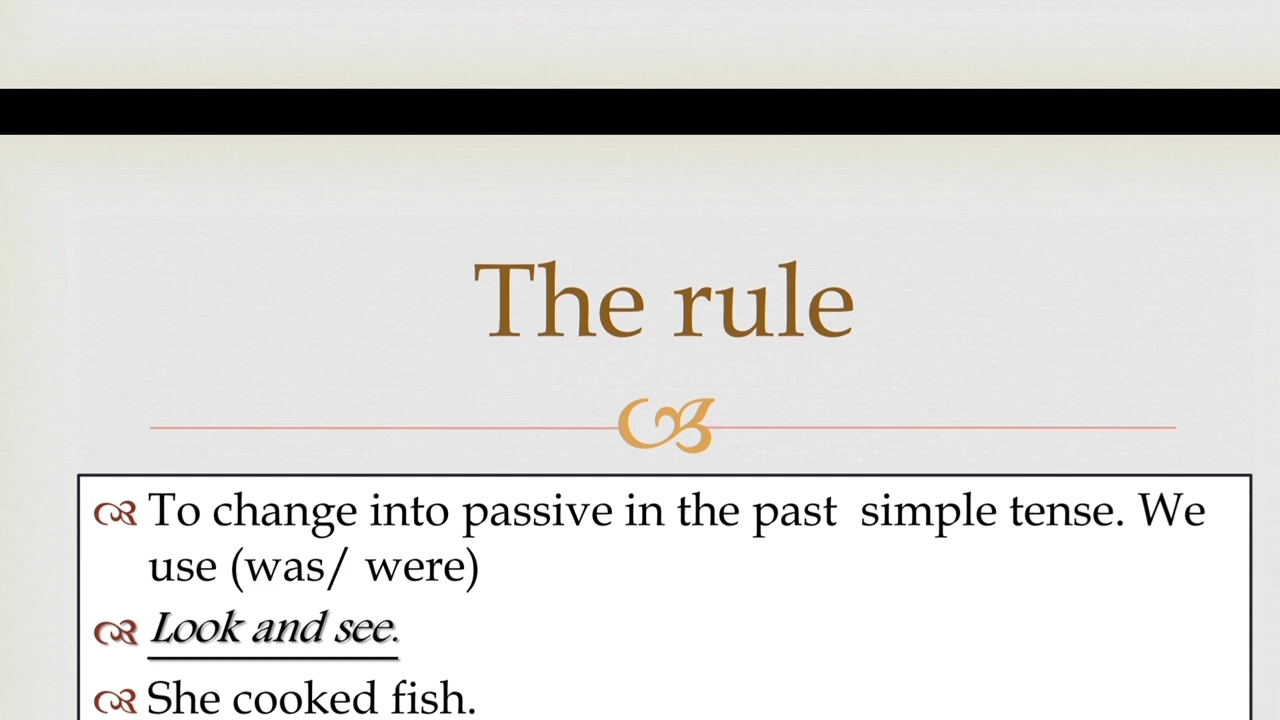 The rule
To change into passive in the past simple tense. We
use (was/ were)
Look and see.
She cooked fish.